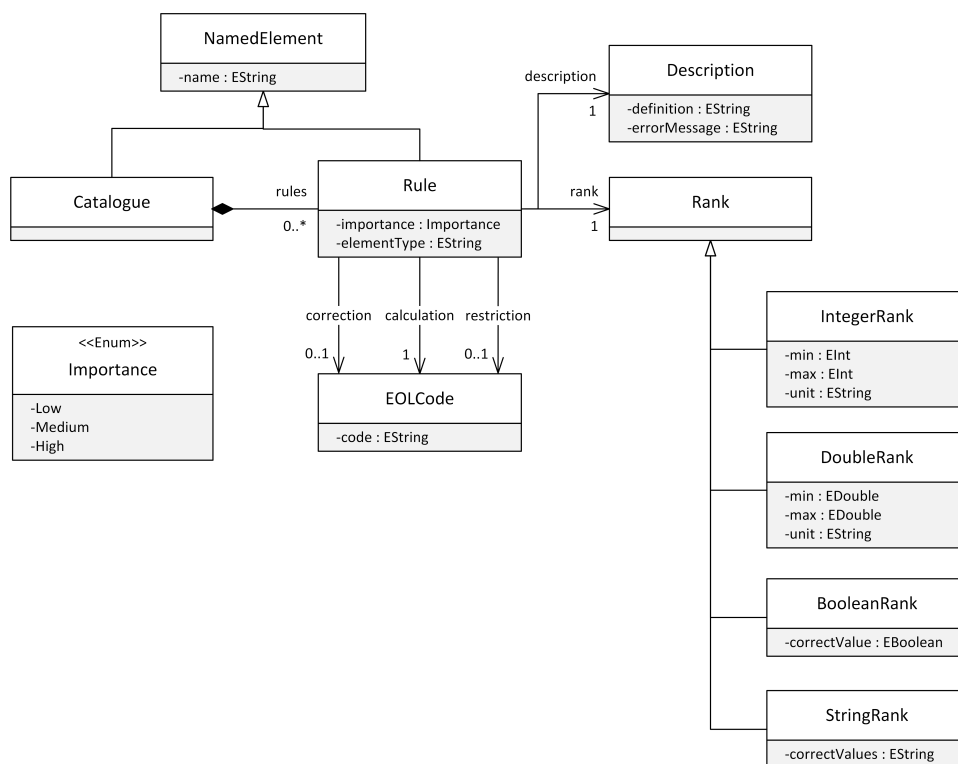 NamedElement
-name : EString
Description
-definition : EString
-errorMessage : EString
description
1
Catalogue
rules
0..*
Rule
-importance : Importance
-elementType : EString
rank
1
Rank
correction
calculation
restriction
0..1
1
0..1
EOLCode
-code : EString
<<Enum>>
Importance
-Low
-Medium
-High
IntegerRank
-min : EInt
-max : EInt
-unit : EString
DoubleRank
-min : EDouble
-max : EDouble
-unit : EString
BooleanRank
-correctValue : EBoolean
StringRank
-correctValues : EString